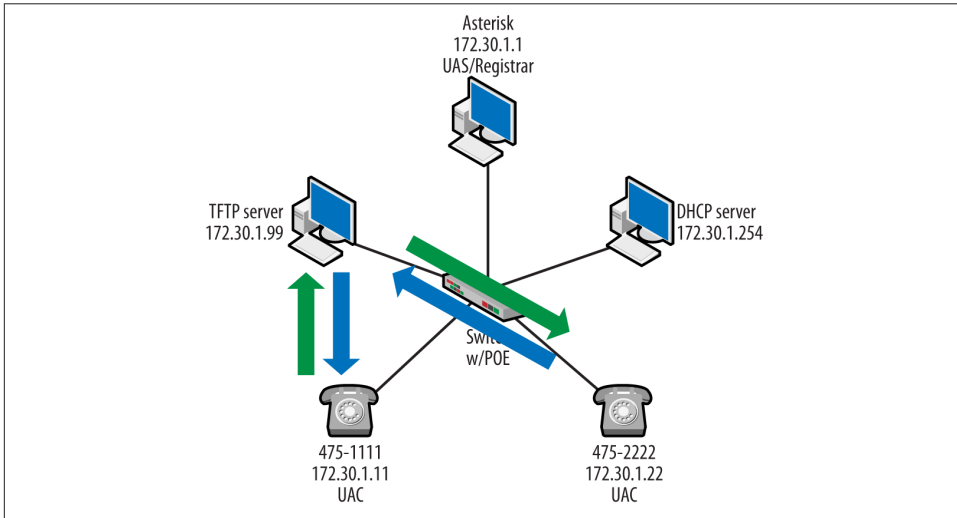 Asterisk
172.30.1.1
UAS/Registrar
TFTP server
172.30.1.99
DHCP server
172.30.1.254
w/POE
475-1111
172.30.1.11
UAC
475-2222
172.30.1.22
UAC